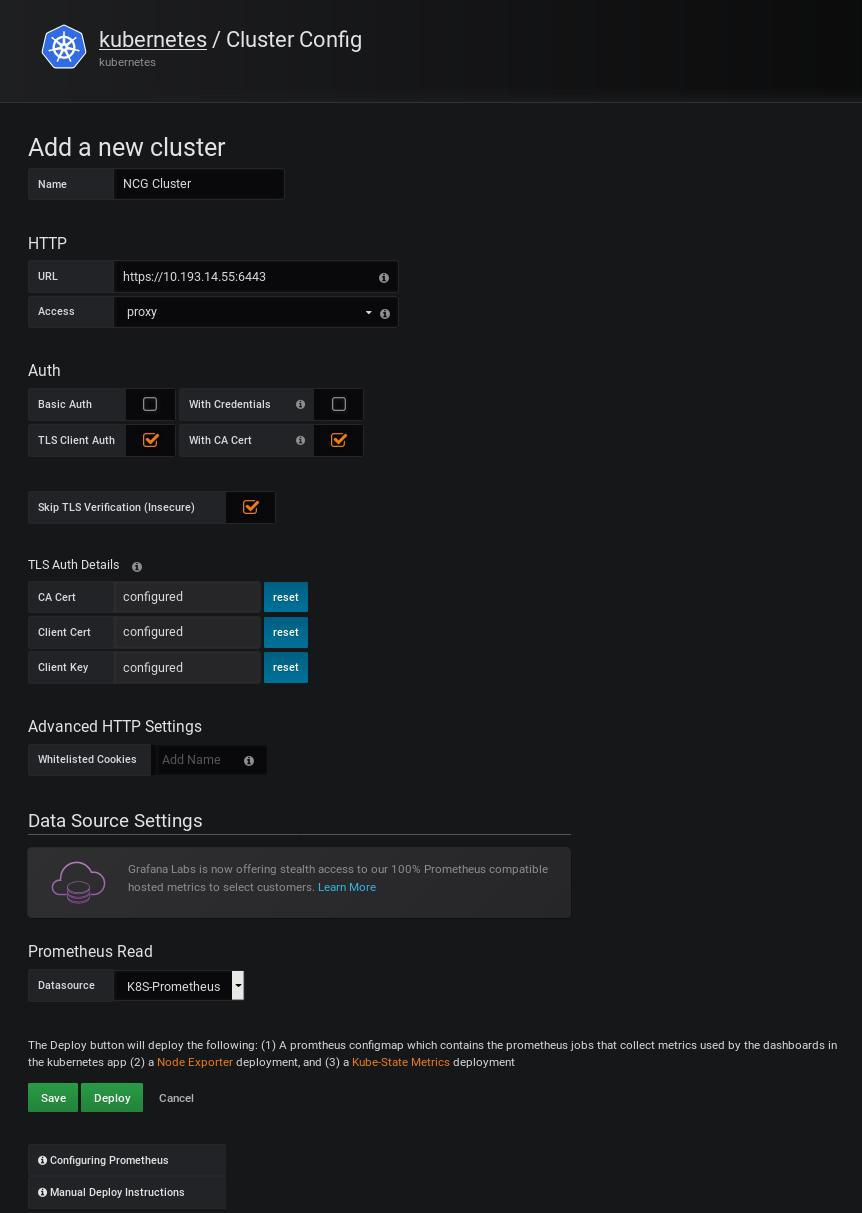 kubernetes / Cluster Config
kubernetes
Add a new cluster
Name NCG Cluster
HTTP
URL https://10.193.14.55:6443
Access proxy
Auth
Basic Auth With Credentials
TLS Client Auth With CA Cert
Skip TLS Verification (Insecure)
TLS Auth Details
CA Cert configured reset
Client Cert configured reset
Client Key configured reset
Advanced HTTP Settings
Whitelisted Cookies Add Name
Data Source Settings
Grafana Labs is now offering stealth access to our 100% Prometheus compatible
hosted metrics to select customers. Learn More
Prometheus Read
Datasource K8S-Prometheus
The Deploy button will deploy the following: (1) A promtheus configmap which contains the prometheus jobs that collect metrics used by the dashboards in
the kubernetes app (2) a Node Exporter deployment, and (3) a Kube-State Metrics deployment
Save Deploy Cancel
Configuring Prometheus
Manual Deploy Instructions